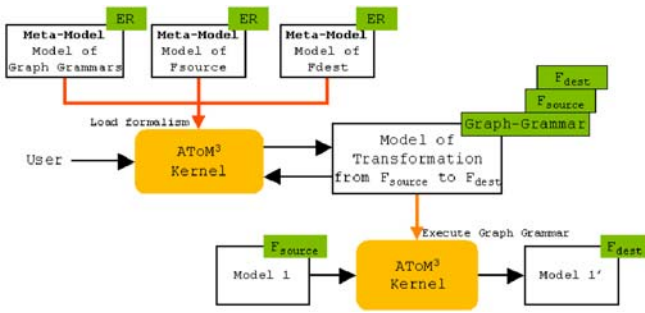 ER
ER
ER
Meta-Model
Model of
Graph Grammars
Meta-Model
Model of
Fsource
Meta-Model
Model of
Fdest
Fdest
Fsource
Graph-Grammar
Load formalism
User
AToM³
Kernel
Model of
Transformation
from Fsource to Fdest
Execute Graph Grammar
Fsource
Model 1
AToM³
Kernel
Fdest
Model 1'